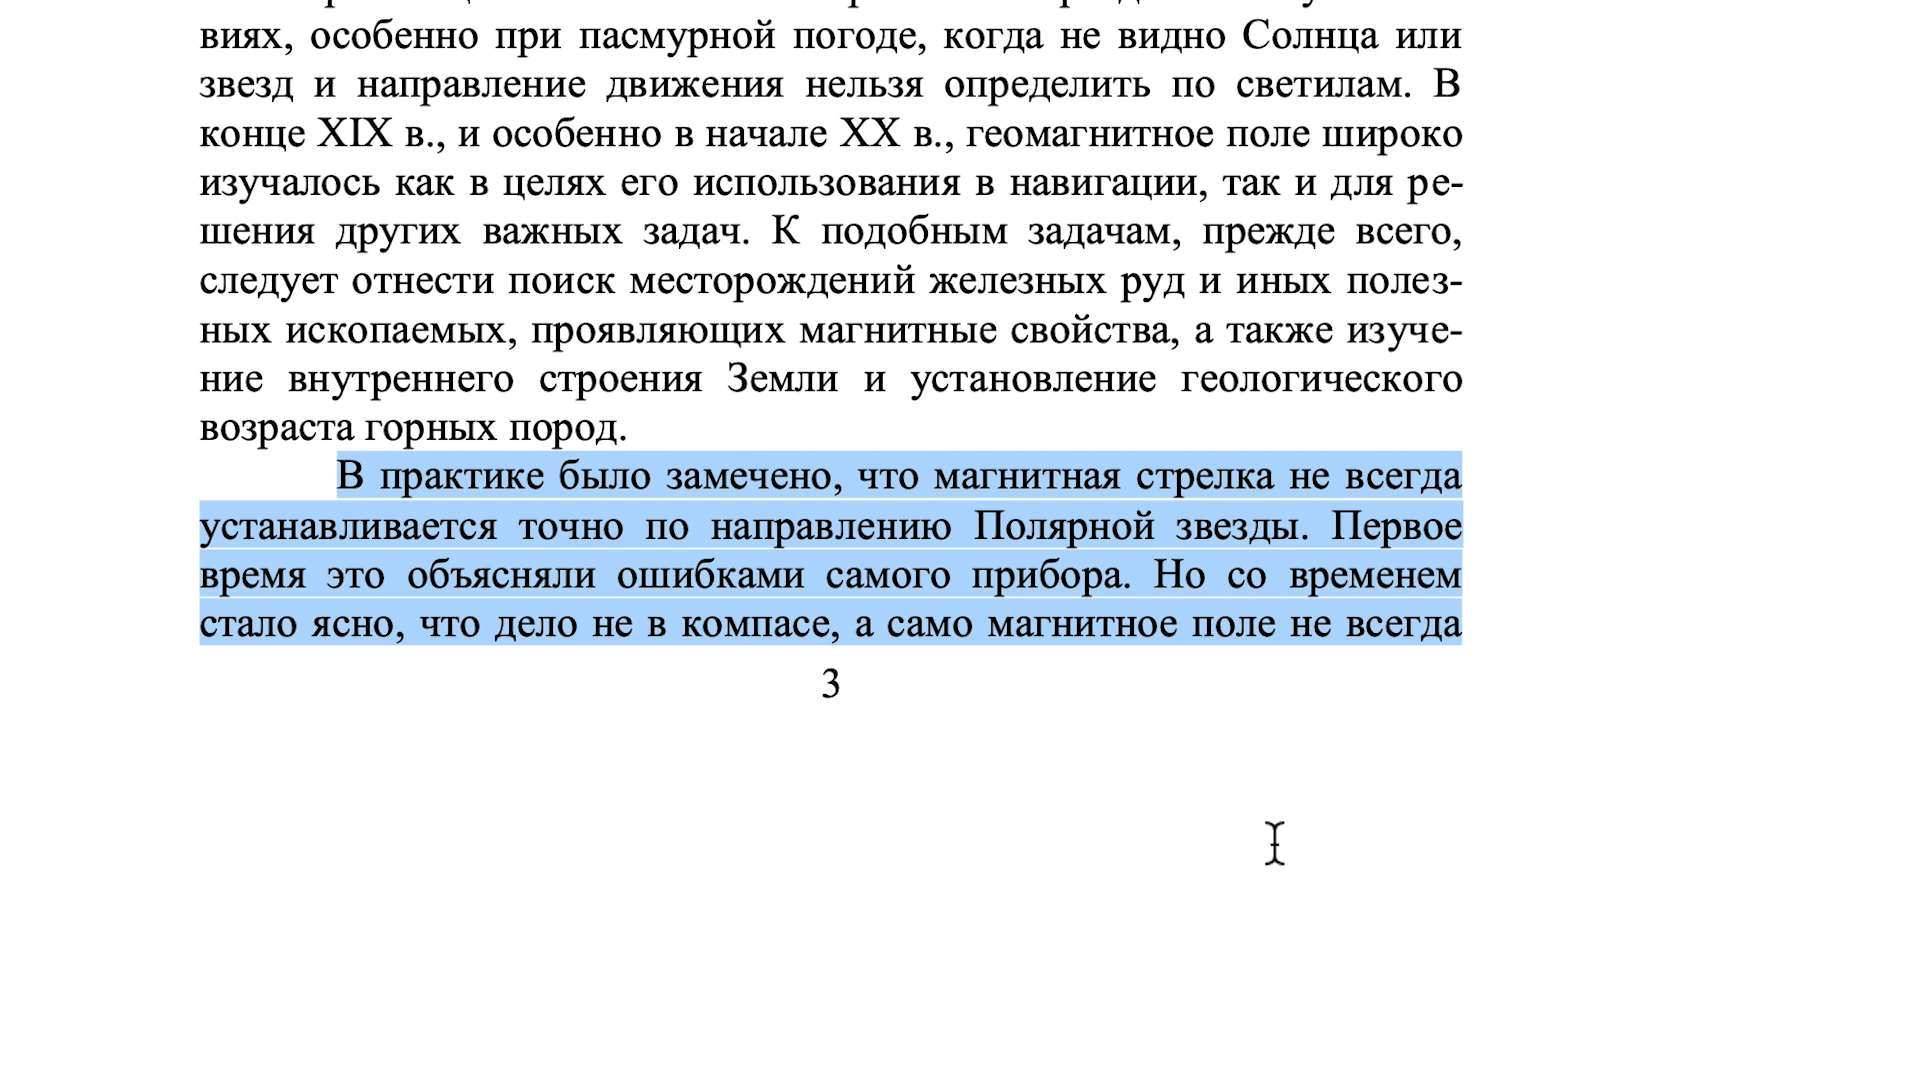 виях, особенно при пасмурной погоде, когда не видно Солнца или
звезд и направление движения нельзя определить по светилам. В
конце XIX в., и особенно в начале XX в., геомагнитное поле широко
изучалось как в целях его использования в навигации, так и для ре-
шения других важных задач. К подобным задачам, прежде всего,
следует отнести поиск месторождений железных руд и иных полез-
ных ископаемых, проявляющих магнитные свойства, а также изуче-
ние внутреннего строения Земли и установление геологического
возраста горных пород.
В практике было замечено, что магнитная стрелка не всегда
устанавливается точно по направлению Полярной звезды. Первое
время это объясняли ошибками самого прибора. Но со временем
стало ясно, что дело не в компасе, а само магнитное поле не всегда
3